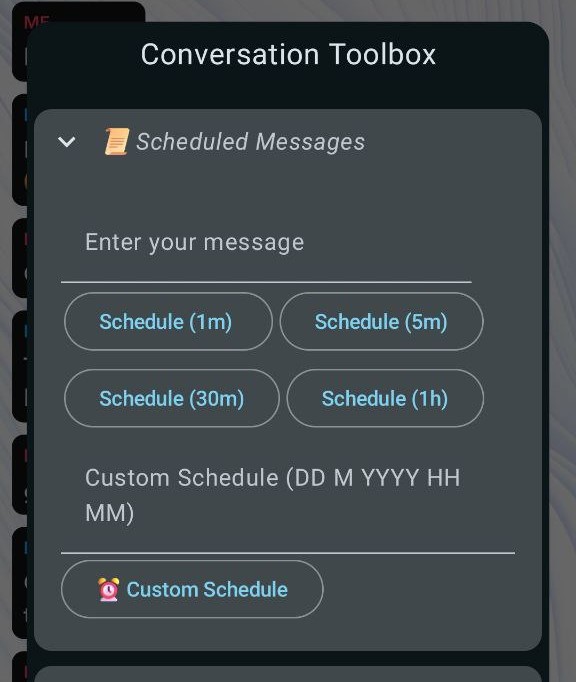 ME
Conversation Toolbox
Scheduled Messages
Enter your message
Schedule (1m)
Schedule (5m)
Schedule (30m)
Schedule (1h)
Custom Schedule (DD M YYYY HH
MM)
Custom Schedule